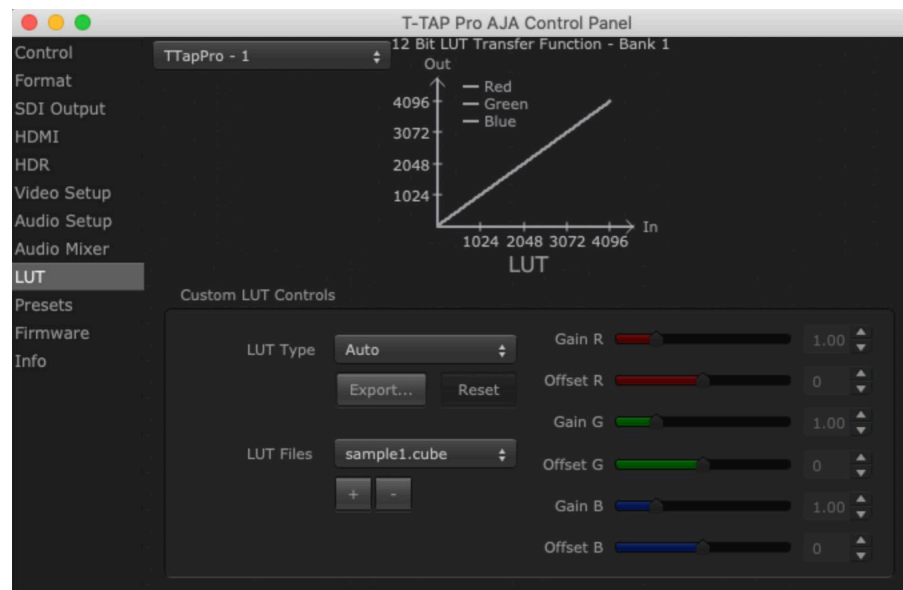 T-TAP Pro AJA Control Panel
Control
Format
SDI Output
HDMI
HDR
Video Setup
Audio Setup
Audio Mixer
LUT
Presets
Firmware
Info
TTapPro - 1
12 Bit LUT Transfer Function - Bank 1
Out
Red
Green
Blue
4096
3072
2048
1024
In
1024 2048 3072 4096
LUT
Custom LUT Controls
LUT Type Auto
Export... Reset
LUT Files sample1.cube
+ -
Gain R 1.00
Offset R 0
Gain G 1.00
Offset G 0
Gain B 1.00
Offset B 0